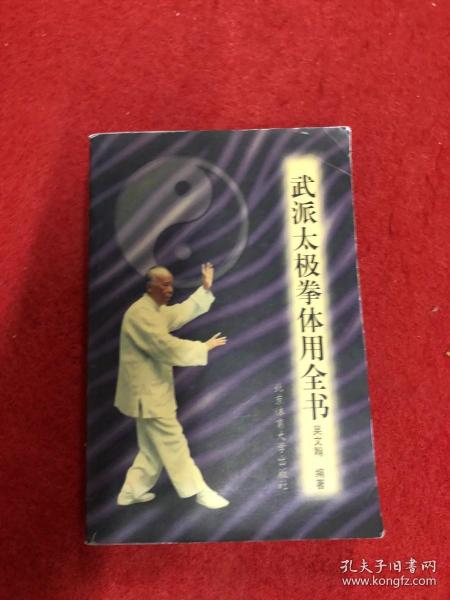 武派太极拳体用全书
吴文翰 编著
北京体育大学出版社
孔夫子旧书网
www.kongfz.com